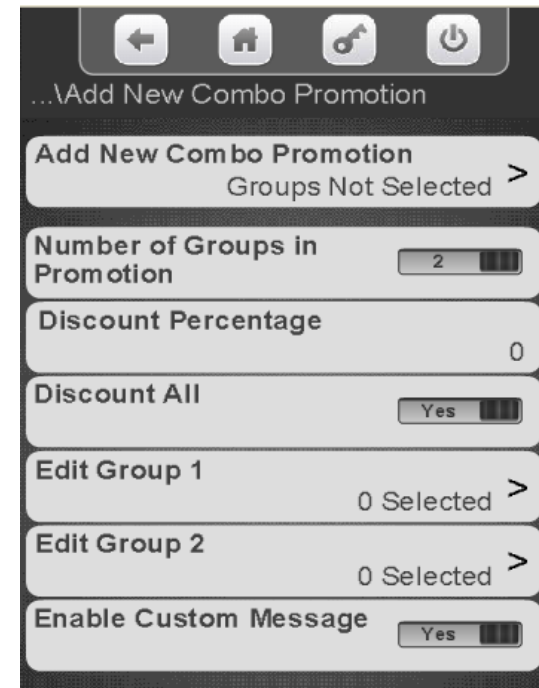 ...\Add New Combo Promotion
Add New Combo Promotion
Groups Not Selected >
Number of Groups in
Promotion
2
Discount Percentage
0
Discount All
Yes
Edit Group 1
0 Selected >
Edit Group 2
0 Selected >
Enable Custom Message
Yes